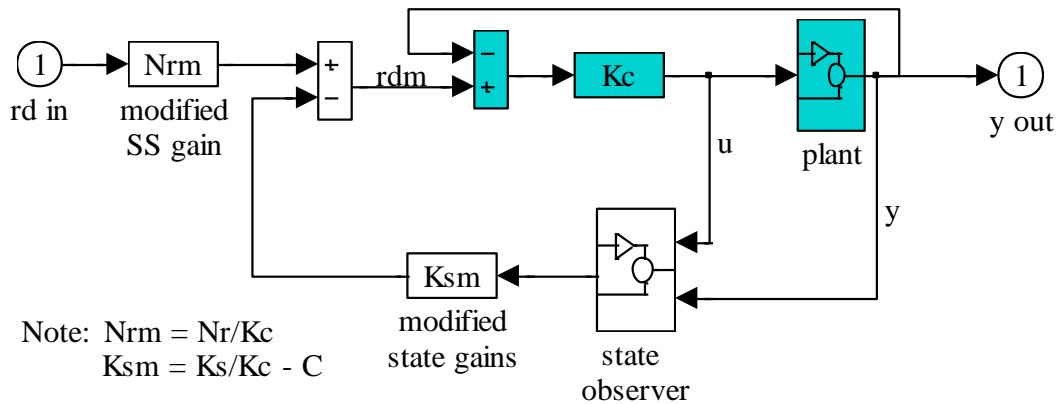 1
rd in
Nrm
modified
SS gain
+
−
rdm
−
+
Kc
u
plant
y
1
y out
Ksm
modified
state gains
state
observer
Note: Nrm = Nr/Kc
Ksm = Ks/Kc - C